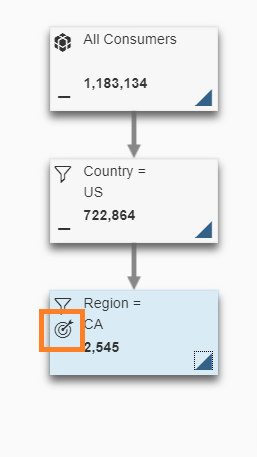 All Consumers
1,183,134
Country =
US
722,864
Region =
CA
2,545